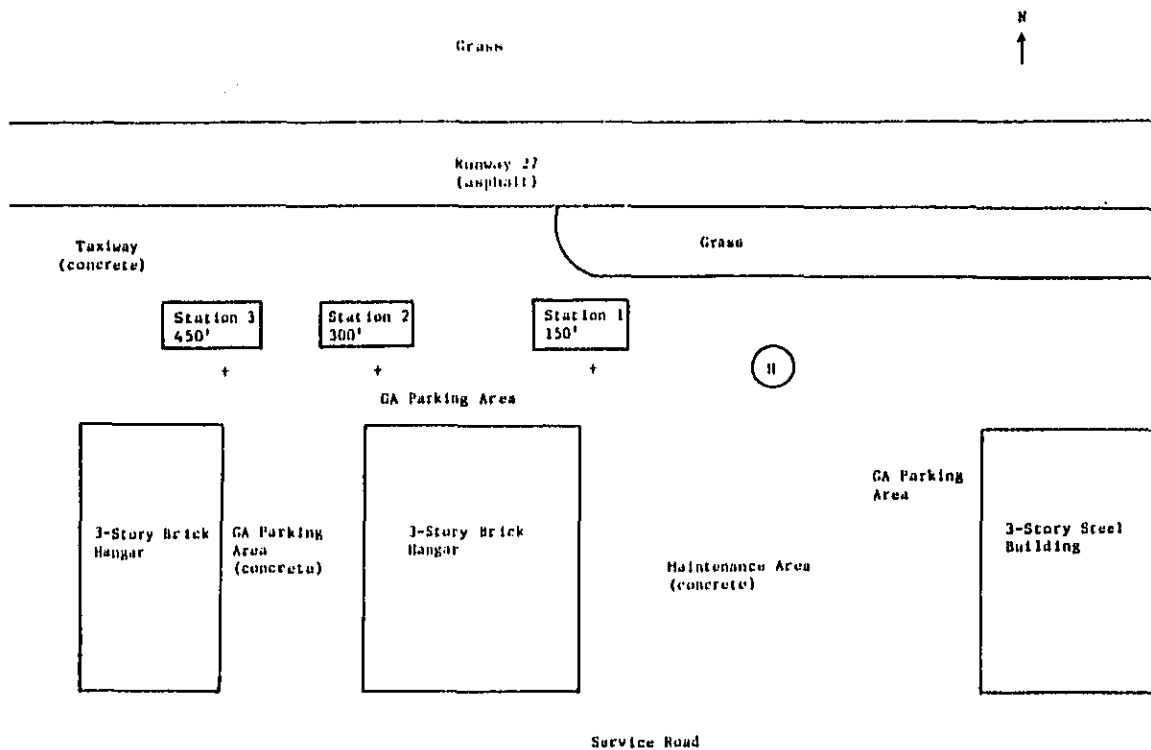 N
Grass
Runway 27
(asphalt)
Taxiway
(concrete)
Grass
Station 3
450'
Station 2
300'
Station 1
150'
H
GA Parking Area
GA Parking
Area
3-Story Brick
Hangar
GA Parking
Area
(concrete)
3-Story Brick
Hangar
Maintenance Area
(concrete)
3-Story Steel
Building
Service Road